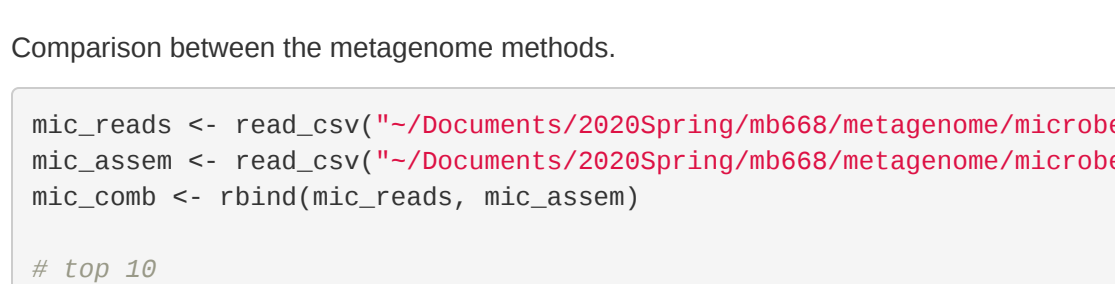 Comparison between the metagenome methods.
mic_reads <- read_csv("~/Documents/2020Spring/mb668/metagenome/microbe
mic_assem <- read_csv("~/Documents/2020Spring/mb668/metagenome/microbe
mic_comb <- rbind(mic_reads, mic_assem)
# top 10